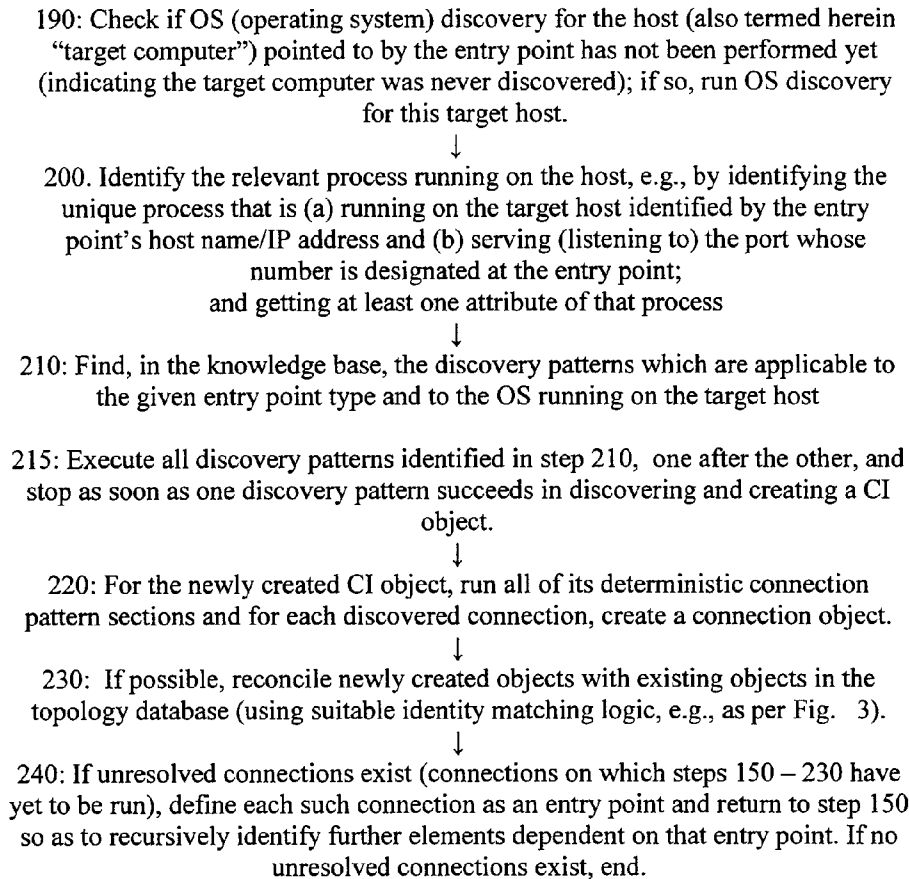 190: Check if OS (operating system) discovery for the host (also termed herein
“target computer”) pointed to by the entry point has not been performed yet
(indicating the target computer was never discovered); if so, run OS discovery
for this target host.
↓
200. Identify the relevant process running on the host, e.g., by identifying the
unique process that is (a) running on the target host identified by the entry
point’s host name/IP address and (b) serving (listening to) the port whose
number is designated at the entry point;
and getting at least one attribute of that process
↓
210: Find, in the knowledge base, the discovery patterns which are applicable to
the given entry point type and to the OS running on the target host
215: Execute all discovery patterns identified in step 210, one after the other, and
stop as soon as one discovery pattern succeeds in discovering and creating a CI
object.
↓
220: For the newly created CI object, run all of its deterministic connection
pattern sections and for each discovered connection, create a connection object.
↓
230: If possible, reconcile newly created objects with existing objects in the
topology database (using suitable identity matching logic, e.g., as per Fig. 3).
↓
240: If unresolved connections exist (connections on which steps 150 – 230 have
yet to be run), define each such connection as an entry point and return to step 150
so as to recursively identify further elements dependent on that entry point. If no
unresolved connections exist, end.